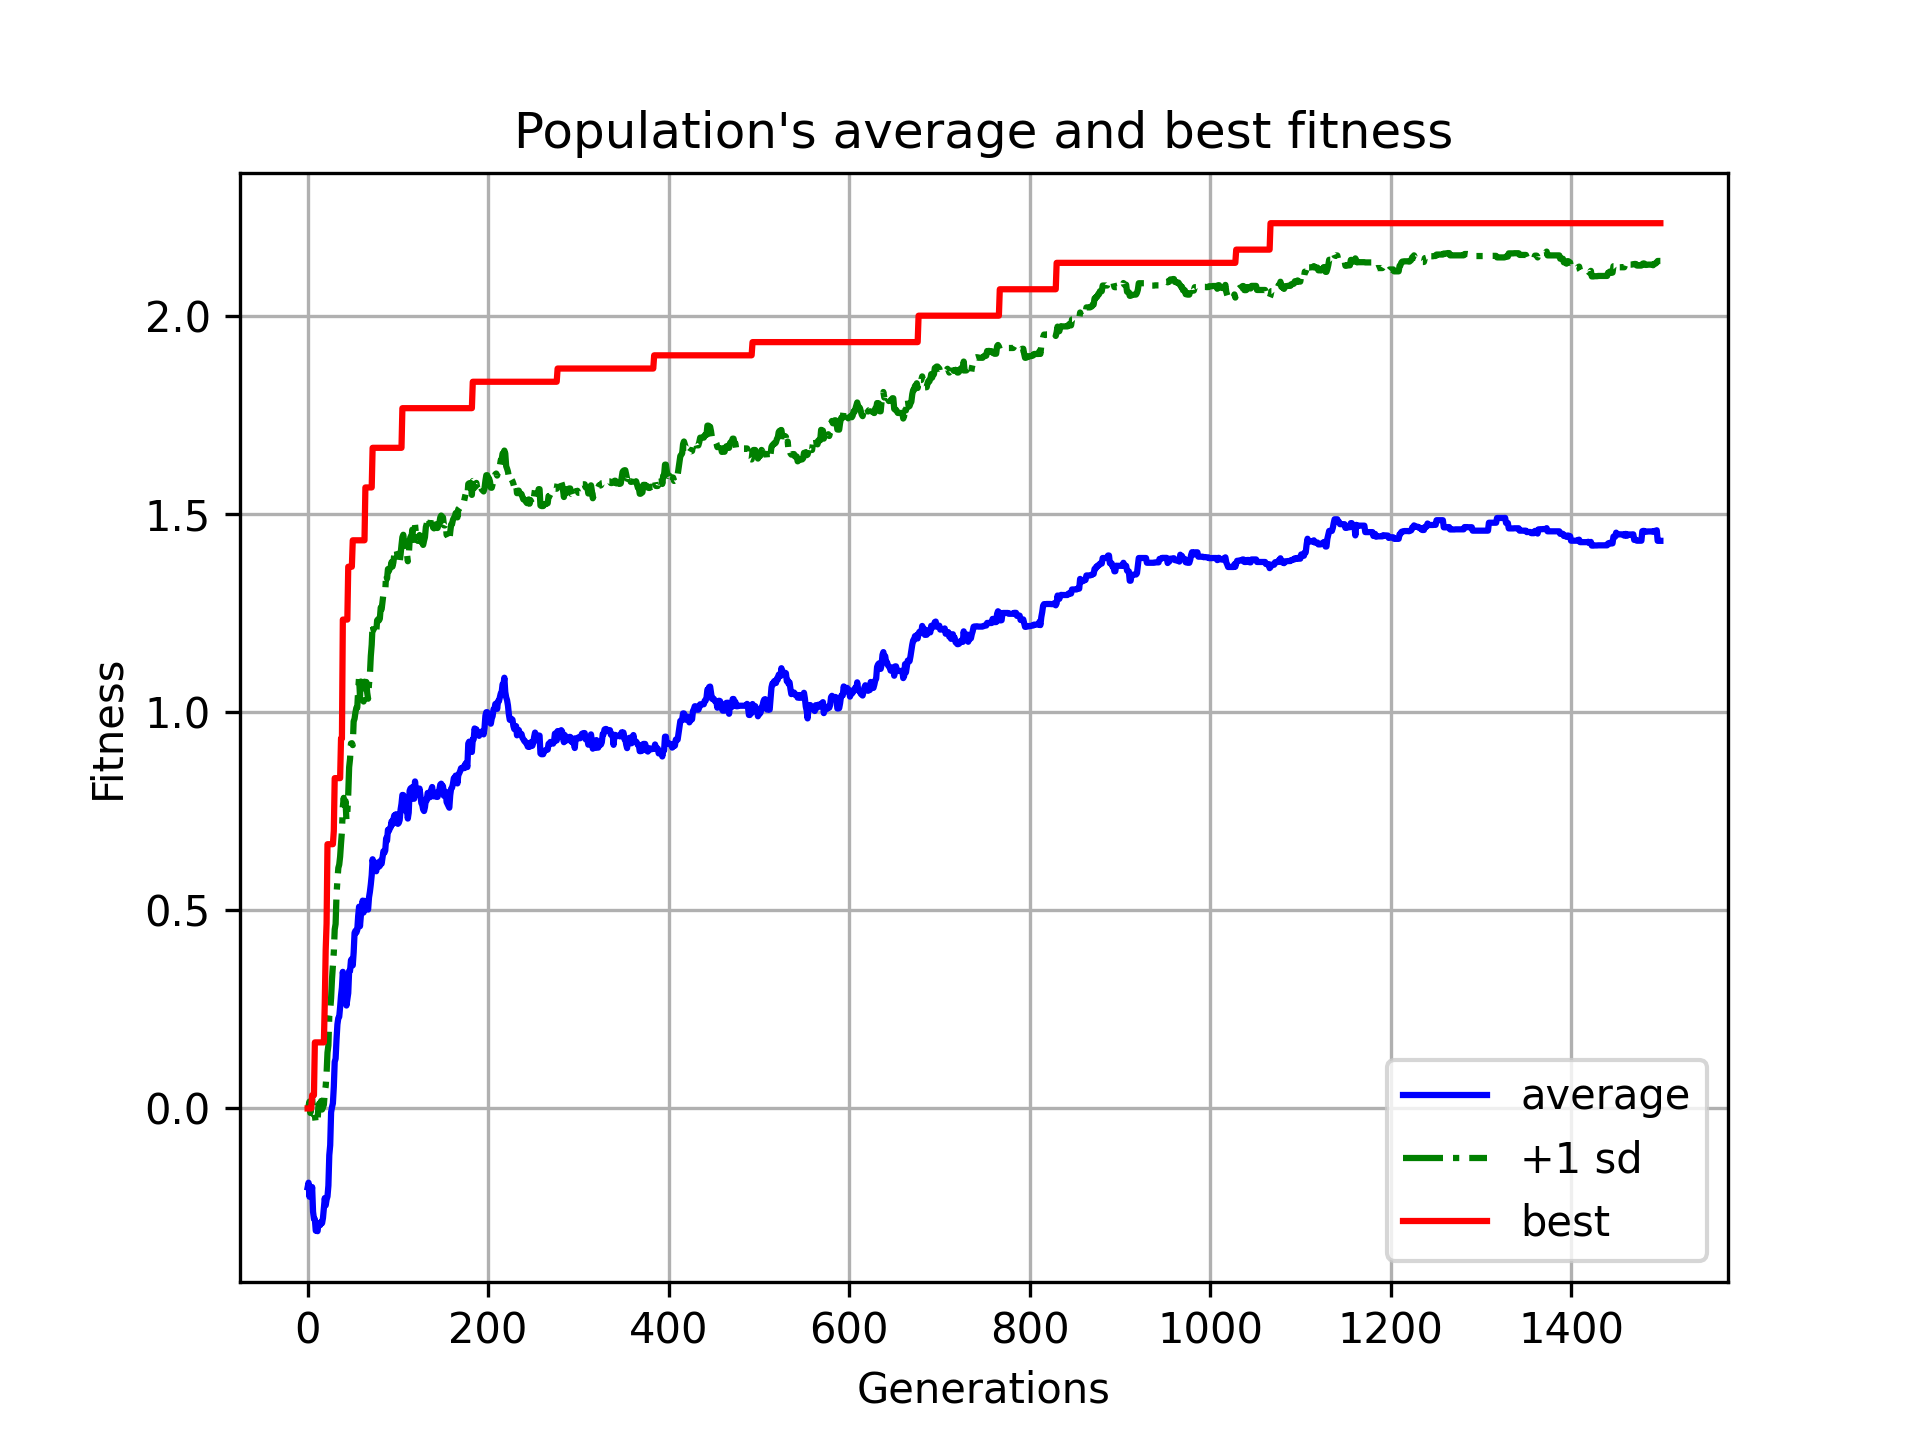 Population's average and best fitness
Fitness
2.0
1.5
1.0
0.5
0.0
0 200 400 600 800 1000 1200 1400
Generations
average
+1 sd
best